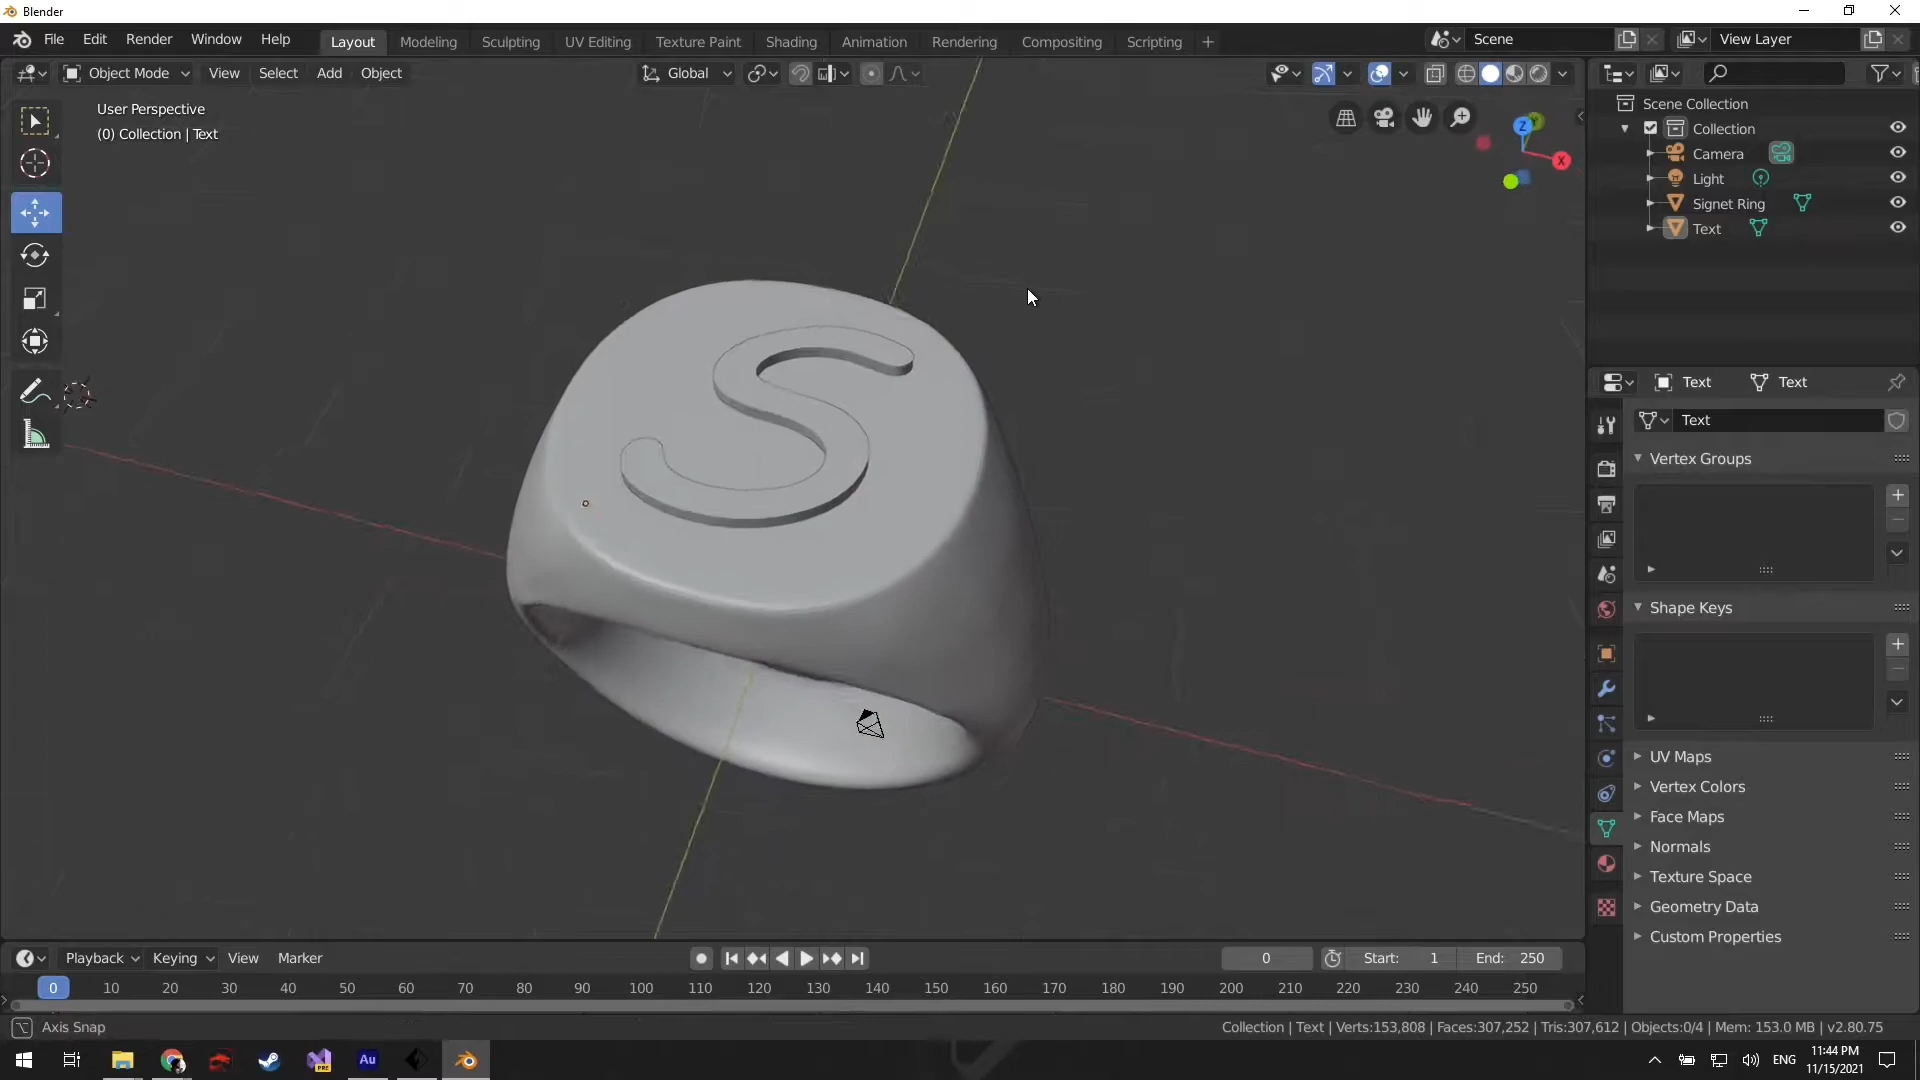 Blender
File Edit Render Window Help Layout Modeling Sculpting UV Editing Texture Paint Shading Animation Rendering Compositing Scripting + Scene View Layer
Object Mode View Select Add Object Global
User Perspective
(0) Collection | Text
Z
Y
X
S
Scene Collection
Collection
Camera
Light
Signet Ring
Text
Text Text
Text
Vertex Groups
Shape Keys
UV Maps
Vertex Colors
Face Maps
Normals
Texture Space
Geometry Data
Custom Properties
Playback Keying View Marker 0 Start: 1 End: 250
0 10 20 30 40 50 60 70 80 90 100 110 120 130 140 150 160 170 180 190 200 210 220 230 240 250
Axis Snap Collection | Text | Verts:153,808 | Faces:307,252 | Tris:307,612 | Objects:0/4 | Mem: 153.0 MB | v2.80.75
PRE Au ENG 11:44 PM
11/15/2021